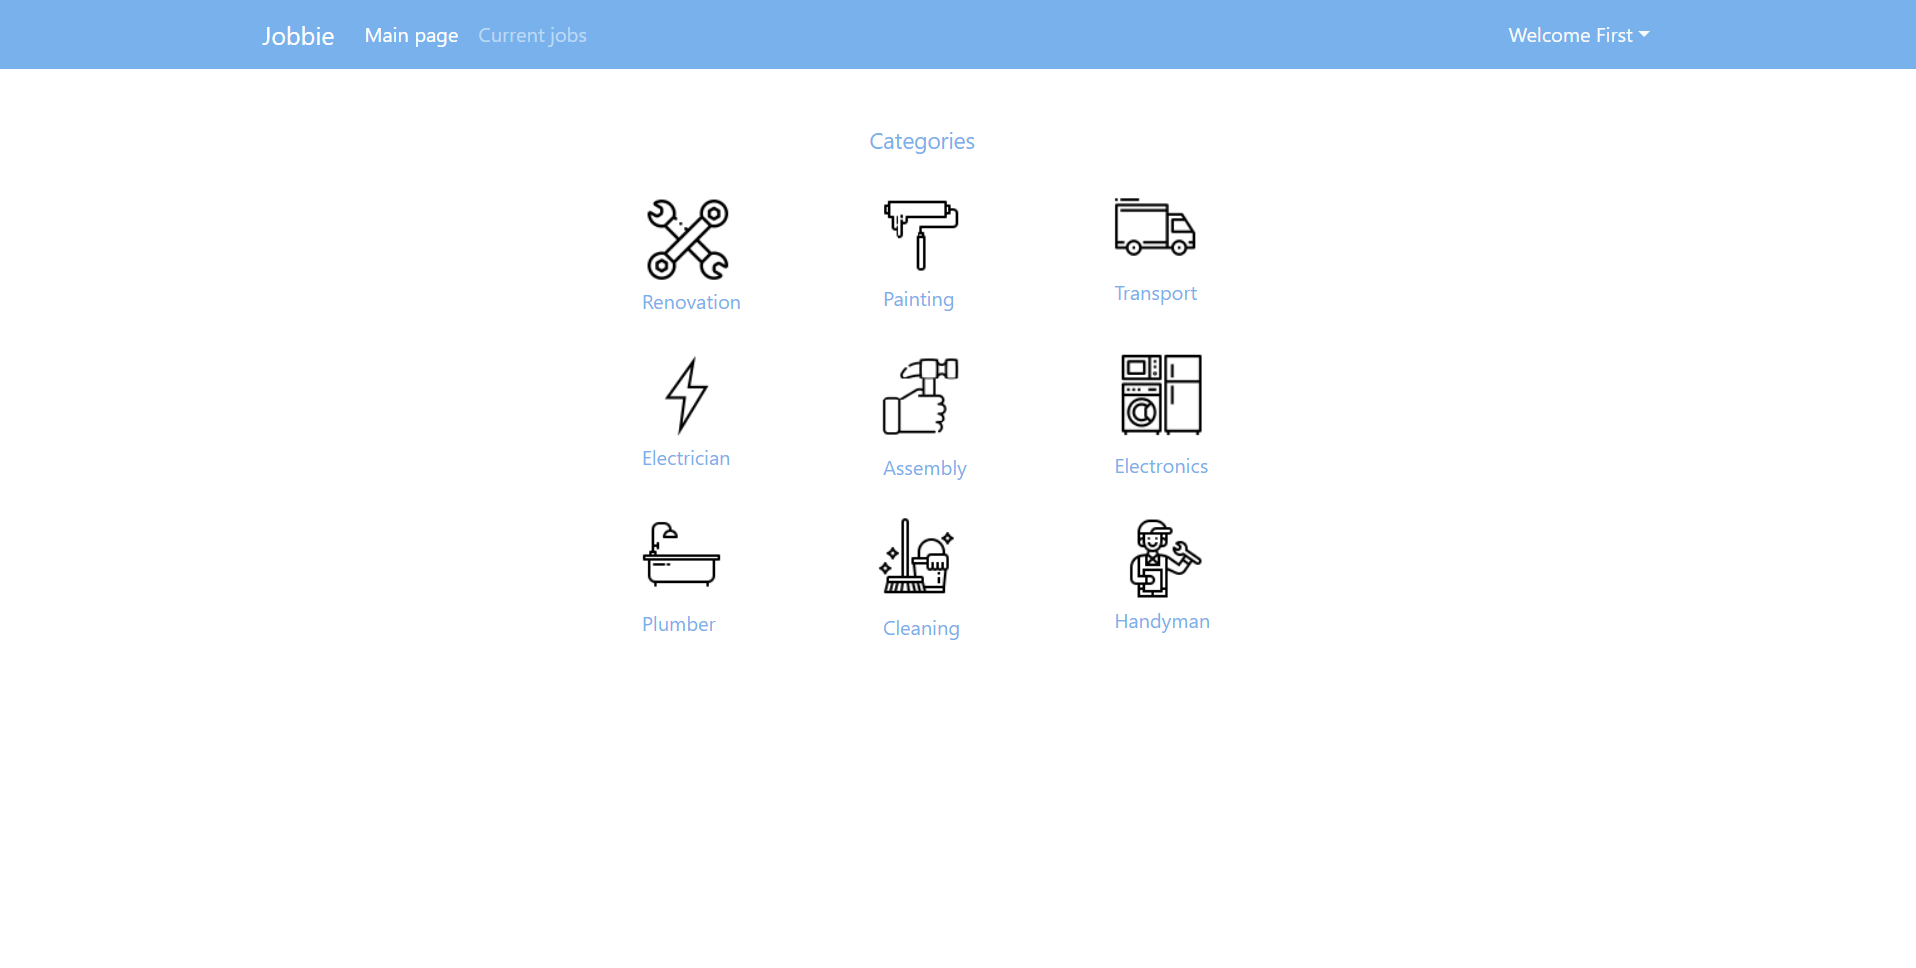 Jobbie Main page Current jobs Welcome First
Categories
Renovation Painting Transport
Electrician Assembly Electronics
Plumber Cleaning Handyman